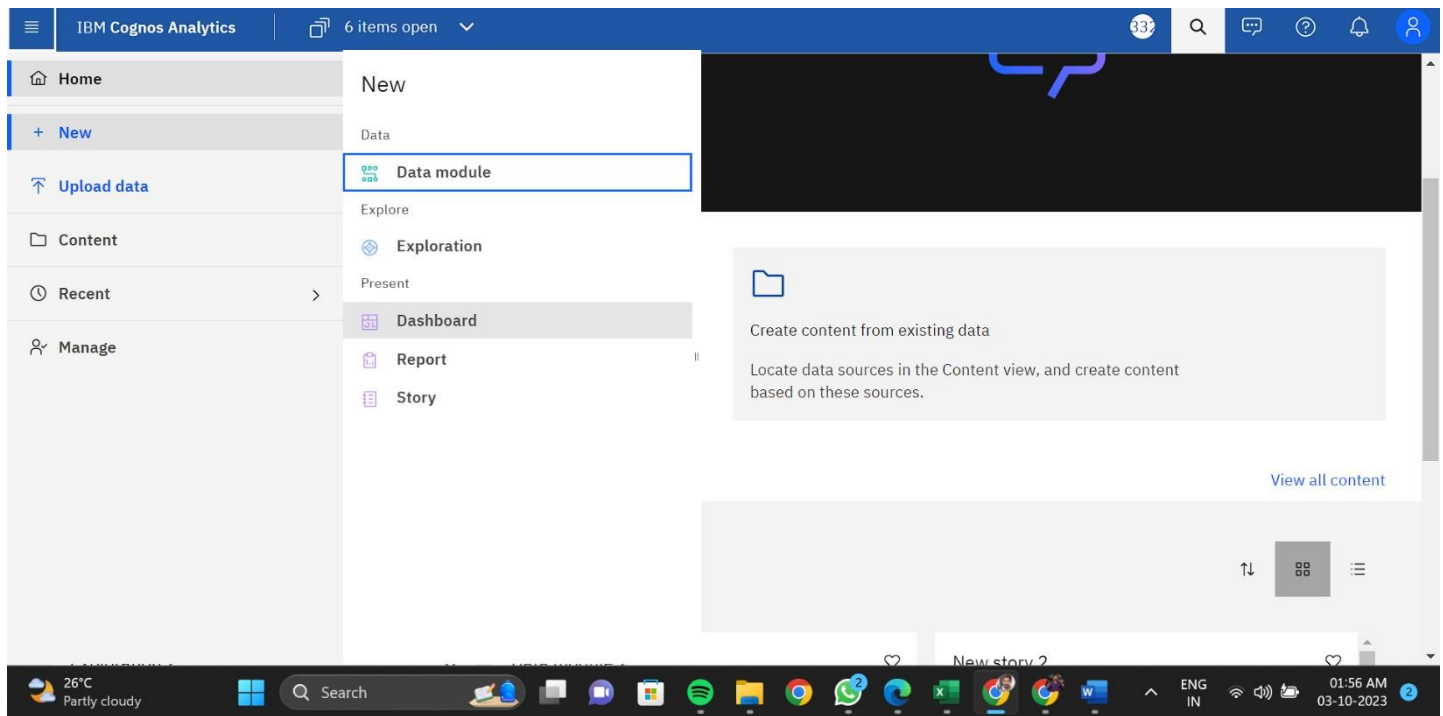 IBM Cognos Analytics
6 items open
332
Home
New
Upload data
Content
Recent
Manage
New
Data
Data module
Explore
Exploration
Present
Dashboard
Report
Story
Create content from existing data
Locate data sources in the Content view, and create content
based on these sources.
View all content
New story 2
26°C
Partly cloudy
Search
2
ENG
IN
01:56 AM
03-10-2023
2